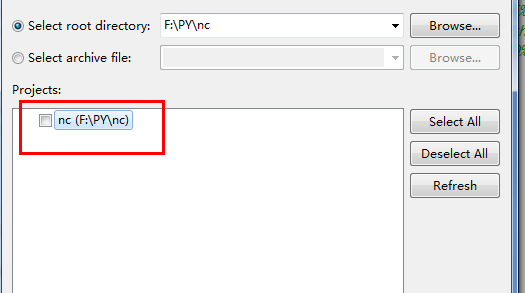 Select root directory: F:\PY\nc Browse...
Select archive file: Browse...
Projects:
nc (F:\PY\nc)
Select All
Deselect All
Refresh